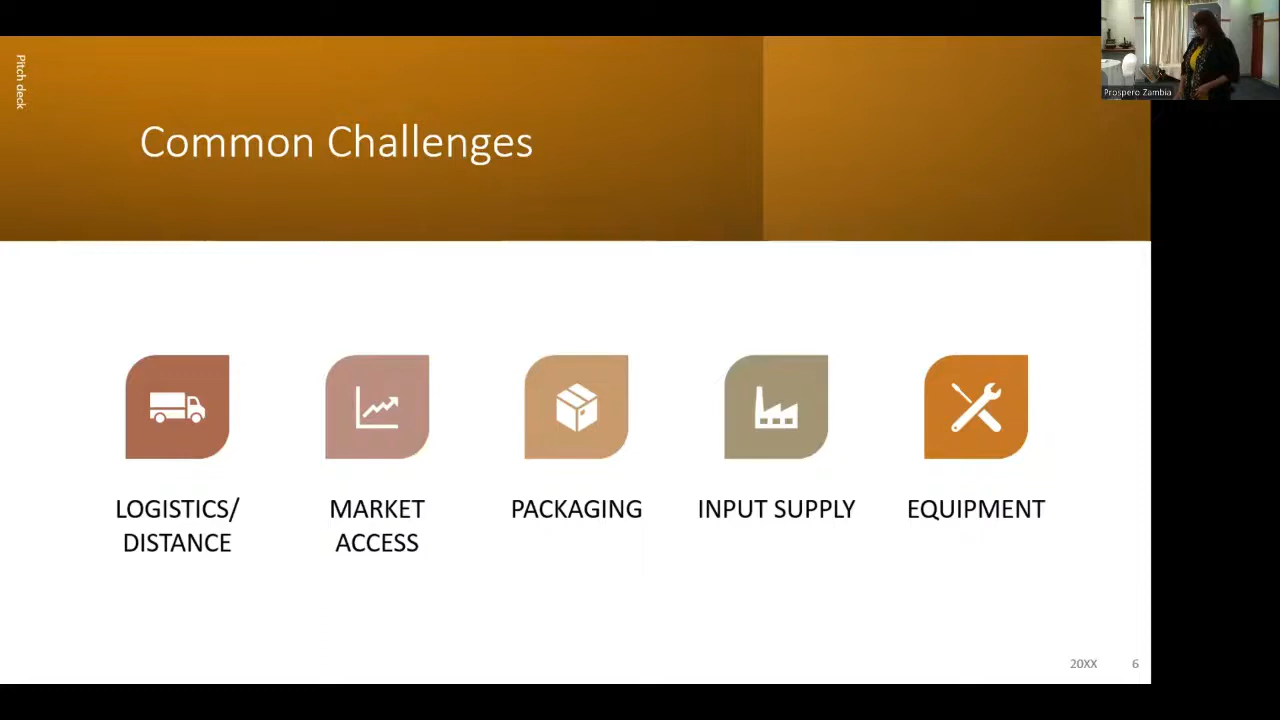 Pitch deck
Prospero Zambia
Common Challenges
LOGISTICS/
DISTANCE
MARKET
ACCESS
PACKAGING
INPUT SUPPLY
EQUIPMENT
20XX
6